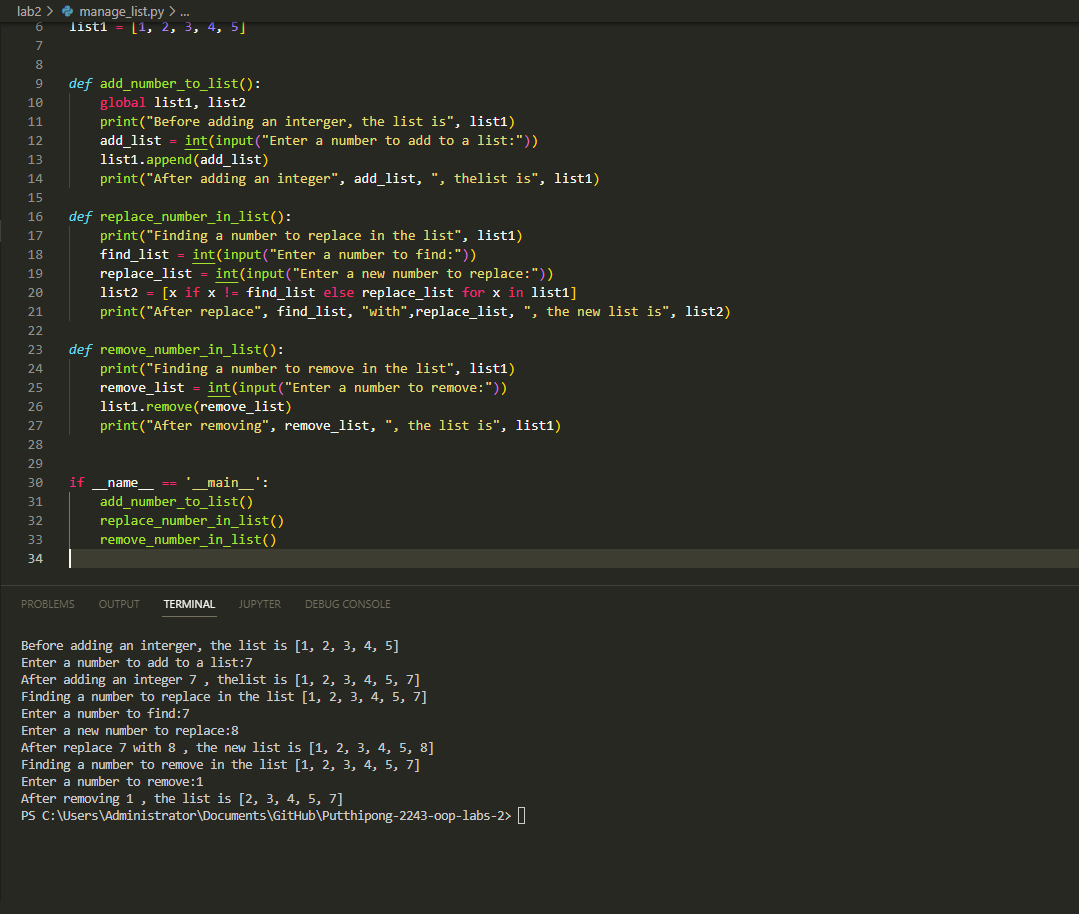 lab2 > manage_list.py > ...
6 list1 = [1, 2, 3, 4, 5]
7
8
9 def add_number_to_list():
10     global list1, list2
11     print("Before adding an interger, the list is", list1)
12     add_list = int(input("Enter a number to add to a list:"))
13     list1.append(add_list)
14     print("After adding an integer", add_list, ", thelist is", list1)
15
16 def replace_number_in_list():
17     print("Finding a number to replace in the list", list1)
18     find_list = int(input("Enter a number to find:"))
19     replace_list = int(input("Enter a new number to replace:"))
20     list2 = [x if x != find_list else replace_list for x in list1]
21     print("After replace", find_list, "with",replace_list, ", the new list is", list2)
22
23 def remove_number_in_list():
24     print("Finding a number to remove in the list", list1)
25     remove_list = int(input("Enter a number to remove:"))
26     list1.remove(remove_list)
27     print("After removing", remove_list, ", the list is", list1)
28
29
30 if __name__ == '__main__':
31     add_number_to_list()
32     replace_number_in_list()
33     remove_number_in_list()
34
PROBLEMS OUTPUT TERMINAL JUPYTER DEBUG CONSOLE
Before adding an interger, the list is [1, 2, 3, 4, 5]
Enter a number to add to a list:7
After adding an integer 7 , thelist is [1, 2, 3, 4, 5, 7]
Finding a number to replace in the list [1, 2, 3, 4, 5, 7]
Enter a number to find:7
Enter a new number to replace:8
After replace 7 with 8 , the new list is [1, 2, 3, 4, 5, 8]
Finding a number to remove in the list [1, 2, 3, 4, 5, 7]
Enter a number to remove:1
After removing 1 , the list is [2, 3, 4, 5, 7]
PS C:\Users\Administrator\Documents\GitHub\Putthipong-2243-oop-labs-2>